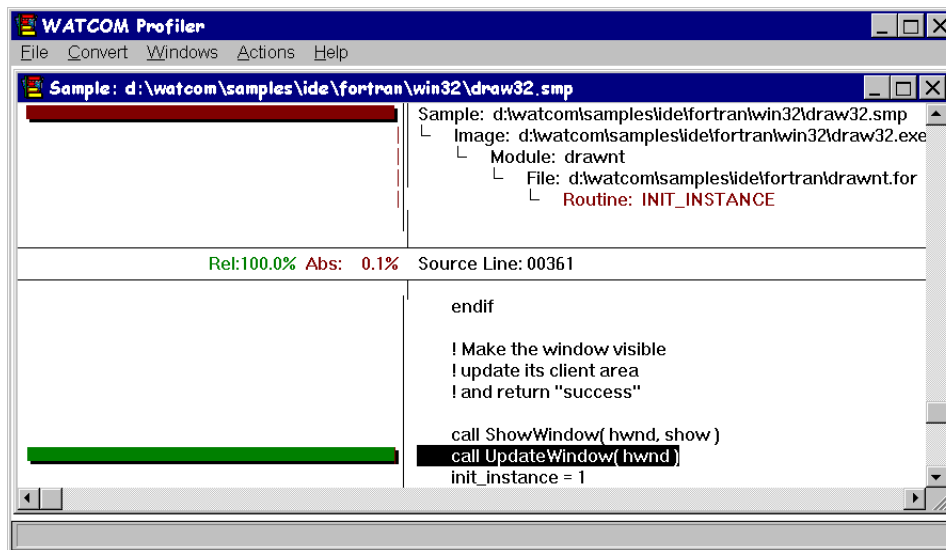 WATCOM Profiler
File Convert Windows Actions Help
Sample: d:\watcom\samples\ide\fortran\win32\draw32.smp
Sample: d:\watcom\samples\ide\fortran\win32\draw32.smp
Image: d:\watcom\samples\ide\fortran\win32\draw32.exe
Module: drawnt
File: d:\watcom\samples\ide\fortran\drawnt.for
Routine: INIT_INSTANCE
Rel:100.0% Abs: 0.1% Source Line: 00361
endif
! Make the window visible
! update its client area
! and return "success"
call ShowWindow( hwnd, show )
call UpdateWindow( hwnd )
init_instance = 1